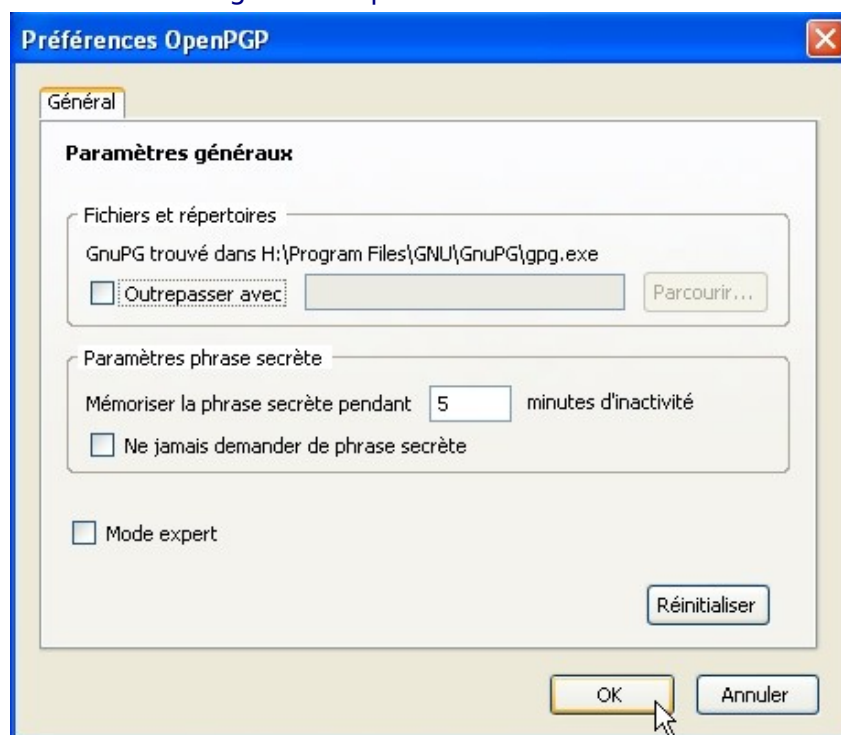 Préférences OpenPGP
Général
Paramètres généraux
Fichiers et répertoires
GnuPG trouvé dans H:\Program Files\GNU\GnuPG\gpg.exe
Outrepasser avec Parcourir...
Paramètres phrase secrète
Mémoriser la phrase secrète pendant 5 minutes d'inactivité
Ne jamais demander de phrase secrète
Mode expert
Réinitialiser
OK Annuler